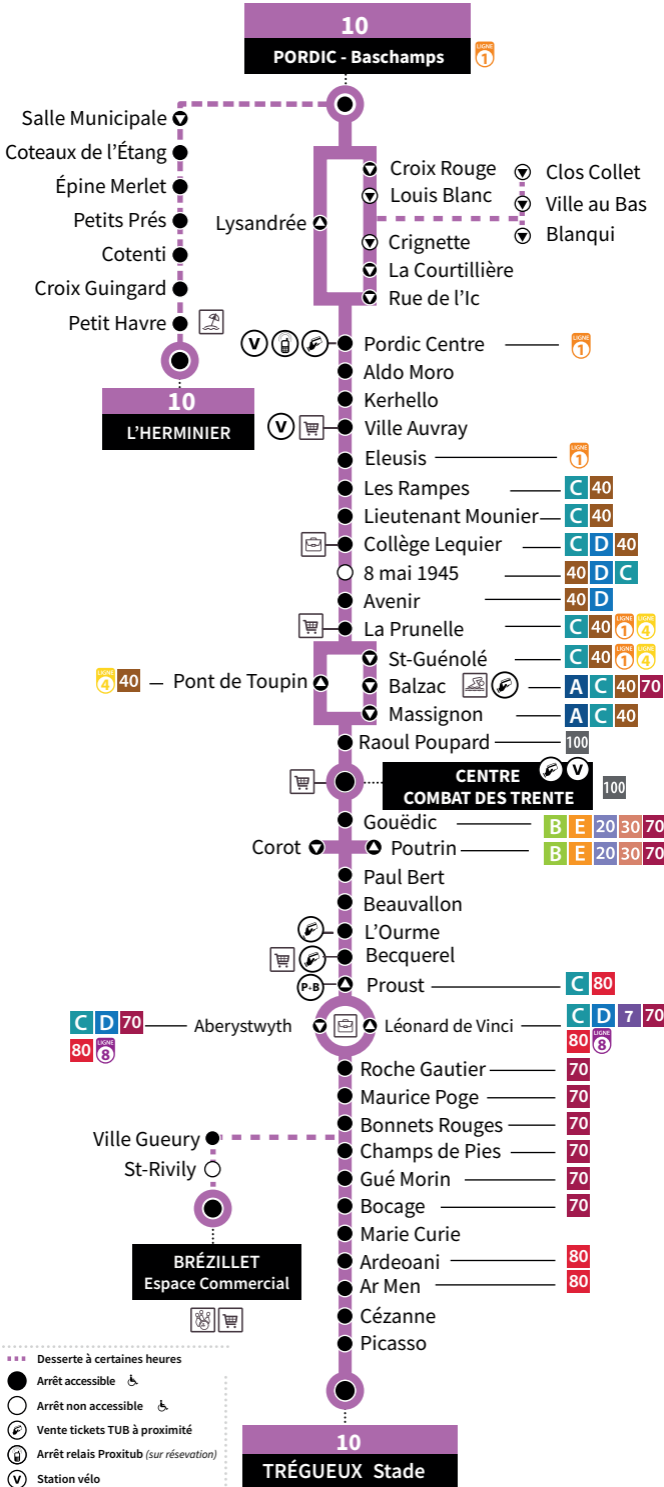 10
PORDIC - Baschamps
LIGNE 1
Salle Municipale
Coteaux de l'Étang
Épine Merlet
Petits Prés
Cotenti
Croix Guingard
Petit Havre
10
L'HERMINIER
Lysandrée
Croix Rouge
Louis Blanc
Crignette
La Courtillière
Rue de l'Ic
Clos Collet
Ville au Bas
Blanqui
V Pordic Centre LIGNE 1
Aldo Moro
Kerhello
V Ville Auvray
Eleusis LIGNE 1
Les Rampes C 40
Lieutenant Mounier C 40
Collège Lequier C D 40
8 mai 1945 40 D C
Avenir 40 D
La Prunelle C 40 LIGNE 1 LIGNE 4
St-Guénolé C 40 LIGNE 1 LIGNE 4
LIGNE 4 40 Pont de Toupin
Balzac A C 40 70
Massignon A C 40
Raoul Poupard 100
CENTRE V
COMBAT DES TRENTE 100
Gouëdic B E 20 30 70
Corot
Poutrin B E 20 30 70
Paul Bert
Beauvallon
L'Ourme
Becquerel
P-B Proust C 80
C D 70 Aberystwyth
80 LIGNE 8
Léonard de Vinci C D 7 70
80 LIGNE 8
Roche Gautier 70
Maurice Poge 70
Bonnets Rouges 70
Champs de Pies 70
Gué Morin 70
Bocage 70
Marie Curie
Ardeoani 80
Ar Men 80
Cézanne
Picasso
Ville Gueury
St-Rivily
BRÉZILLET
Espace Commercial
10
TRÉGUEUX Stade
Desserte à certaines heures
Arrêt accessible
Arrêt non accessible
Vente tickets TUB à proximité
Arrêt relais Proxitub (sur résevation)
V Station vélo